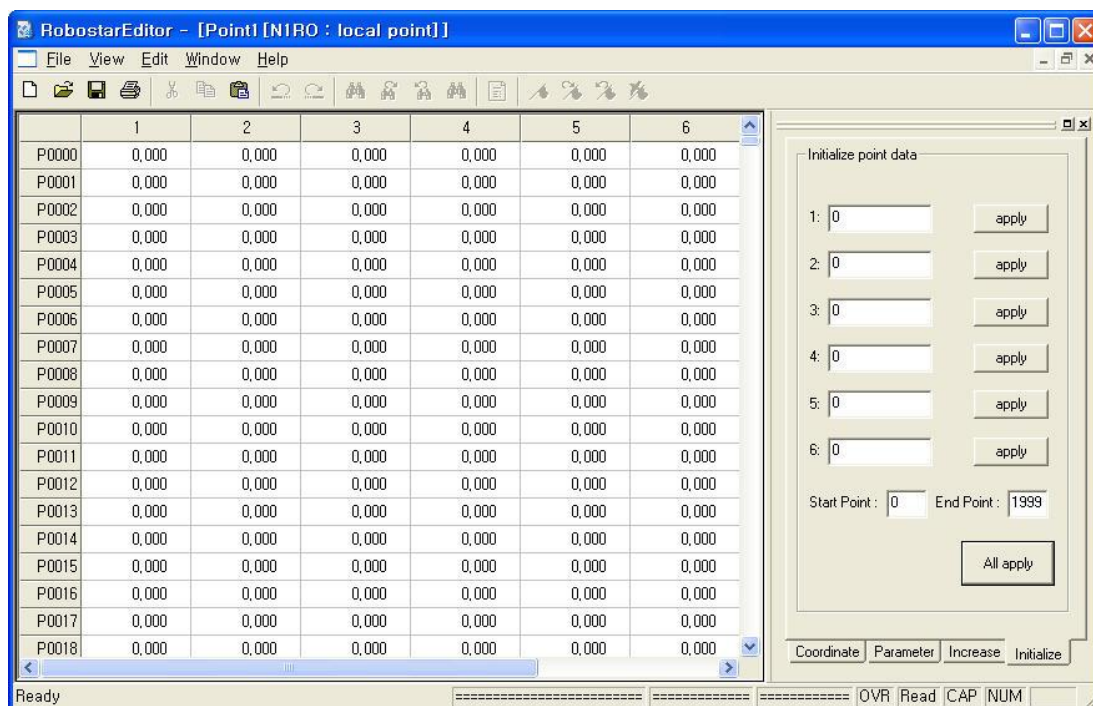 RobostarEditor - [Point1[N1RO : local point]]
File View Edit Window Help
1 2 3 4 5 6
P0000 0,000 0,000 0,000 0,000 0,000 0,000
P0001 0,000 0,000 0,000 0,000 0,000 0,000
P0002 0,000 0,000 0,000 0,000 0,000 0,000
P0003 0,000 0,000 0,000 0,000 0,000 0,000
P0004 0,000 0,000 0,000 0,000 0,000 0,000
P0005 0,000 0,000 0,000 0,000 0,000 0,000
P0006 0,000 0,000 0,000 0,000 0,000 0,000
P0007 0,000 0,000 0,000 0,000 0,000 0,000
P0008 0,000 0,000 0,000 0,000 0,000 0,000
P0009 0,000 0,000 0,000 0,000 0,000 0,000
P0010 0,000 0,000 0,000 0,000 0,000 0,000
P0011 0,000 0,000 0,000 0,000 0,000 0,000
P0012 0,000 0,000 0,000 0,000 0,000 0,000
P0013 0,000 0,000 0,000 0,000 0,000 0,000
P0014 0,000 0,000 0,000 0,000 0,000 0,000
P0015 0,000 0,000 0,000 0,000 0,000 0,000
P0016 0,000 0,000 0,000 0,000 0,000 0,000
P0017 0,000 0,000 0,000 0,000 0,000 0,000
P0018 0,000 0,000 0,000 0,000 0,000 0,000
Initialize point data
1: 0 apply
2: 0 apply
3: 0 apply
4: 0 apply
5: 0 apply
6: 0 apply
Start Point : 0 End Point : 1999
All apply
Coordinate Parameter Increase Initialize
Ready ========================= ============= ============ OVR Read CAP NUM